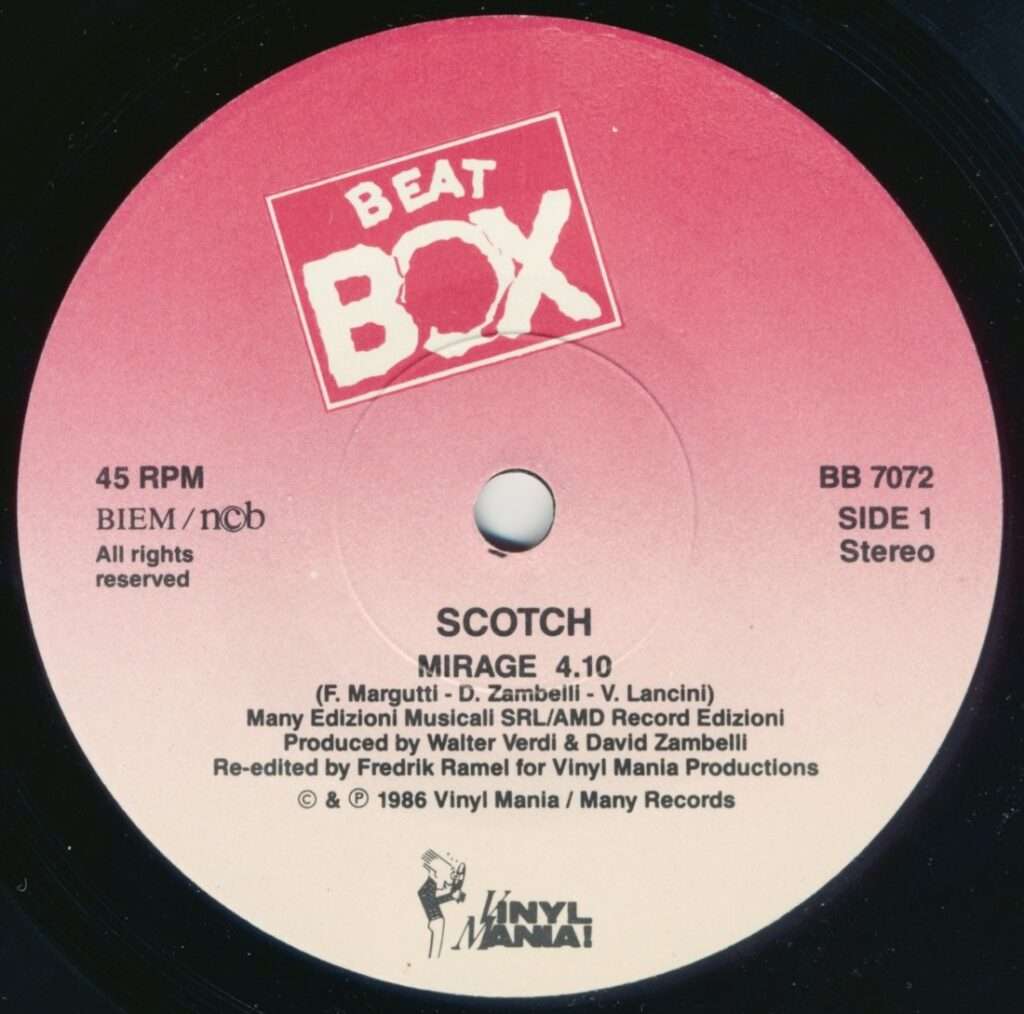 BEAT
BOX
45 RPM
BIEM / ncb
All rights
reserved
BB 7072
SIDE 1
Stereo
SCOTCH
MIRAGE 4.10
(F. Margutti - D. Zambelli - V. Lancini)
Many Edizioni Musicali SRL/AMD Record Edizioni
Produced by Walter Verdi & David Zambelli
Re-edited by Fredrik Ramel for Vinyl Mania Productions
© & ℗ 1986 Vinyl Mania / Many Records
VINYL
MANIA!